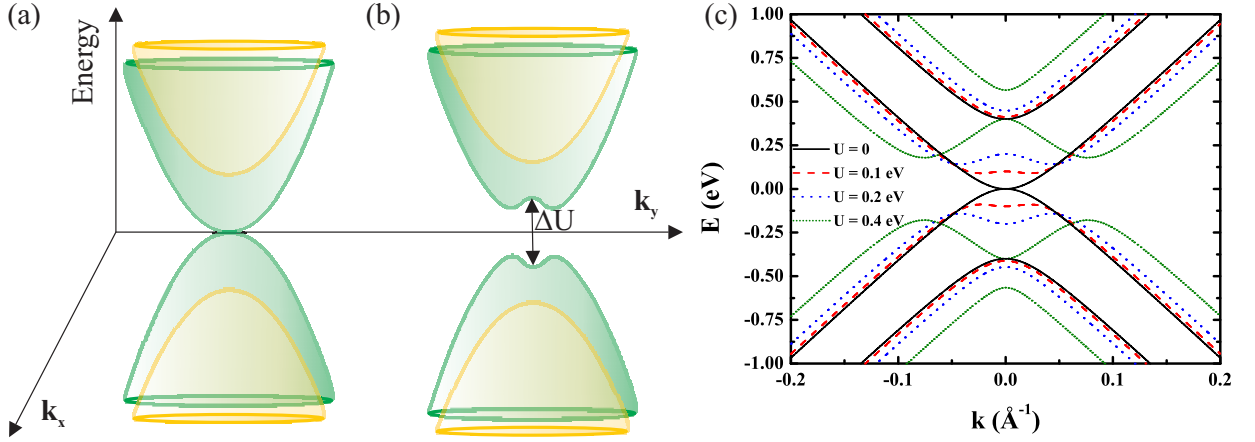 (a)
(b)
(c)
Energy
k_x
k_y
ΔU
E (eV)
1.00
0.75
0.50
0.25
0.00
-0.25
-0.50
-0.75
-1.00
U = 0
U = 0.1 eV
U = 0.2 eV
U = 0.4 eV
-0.2
-0.1
0.0
0.1
0.2
k (Å⁻¹)